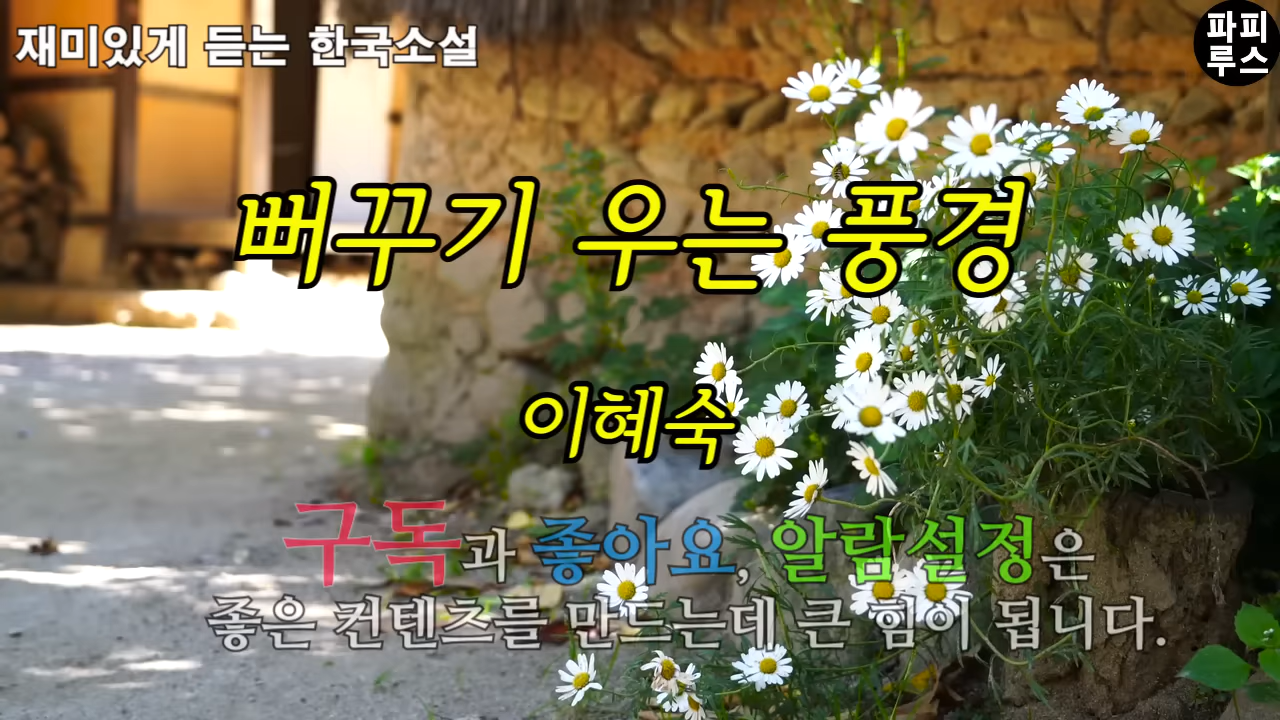 재미있게 듣는 한국소설
파피
루스
뻐꾸기 우는 풍경
이혜숙
구독과 좋아요, 알람설정은
좋은 컨텐츠를 만드는데 큰 힘이 됩니다.